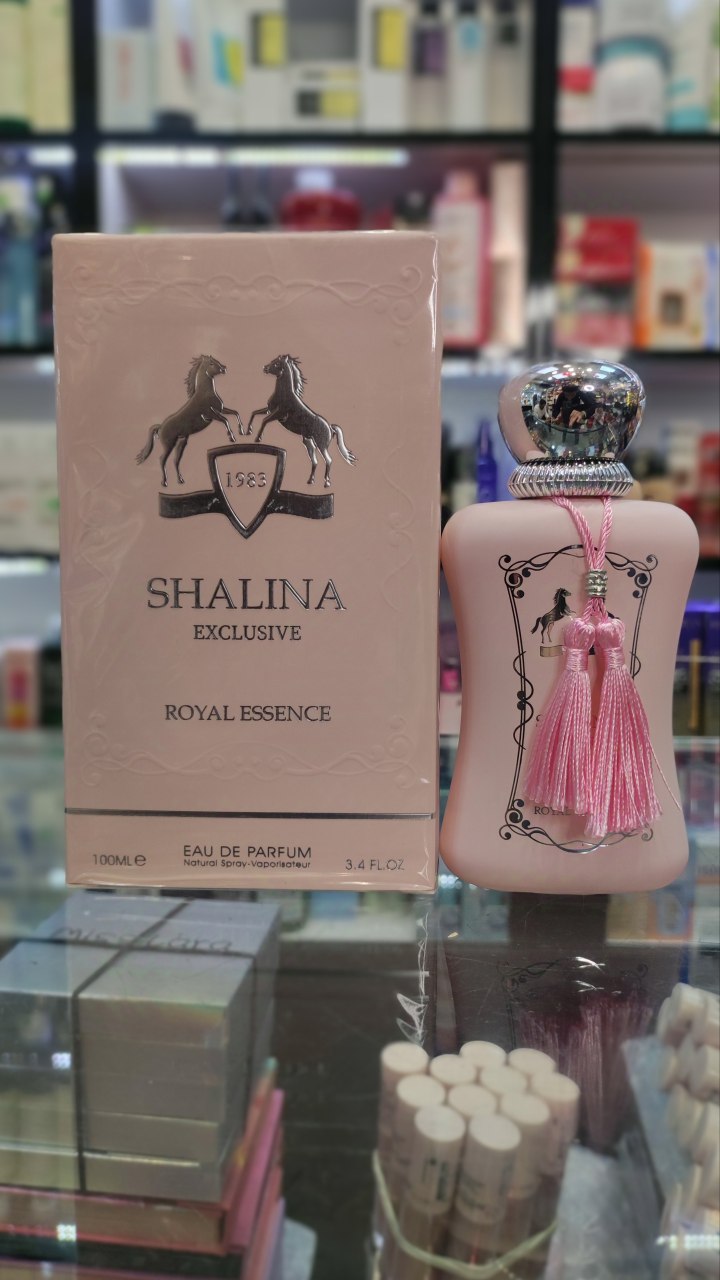 1983
SHALINA
EXCLUSIVE
ROYAL ESSENCE
100ML e
EAU DE PARFUM
Natural Spray-Vaporisateur
3.4 FL.OZ